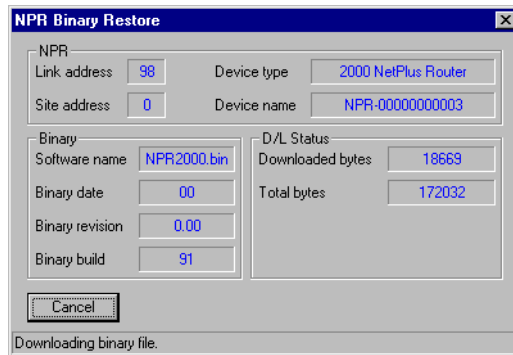 NPR Binary Restore
NPR
Link address 98 Device type 2000 NetPlus Router
Site address 0 Device name NPR-00000000003
Binary
Software name NPR2000.bin
Binary date 00
Binary revision 0.00
Binary build 91
D/L Status
Downloaded bytes 18669
Total bytes 172032
Cancel
Downloading binary file.